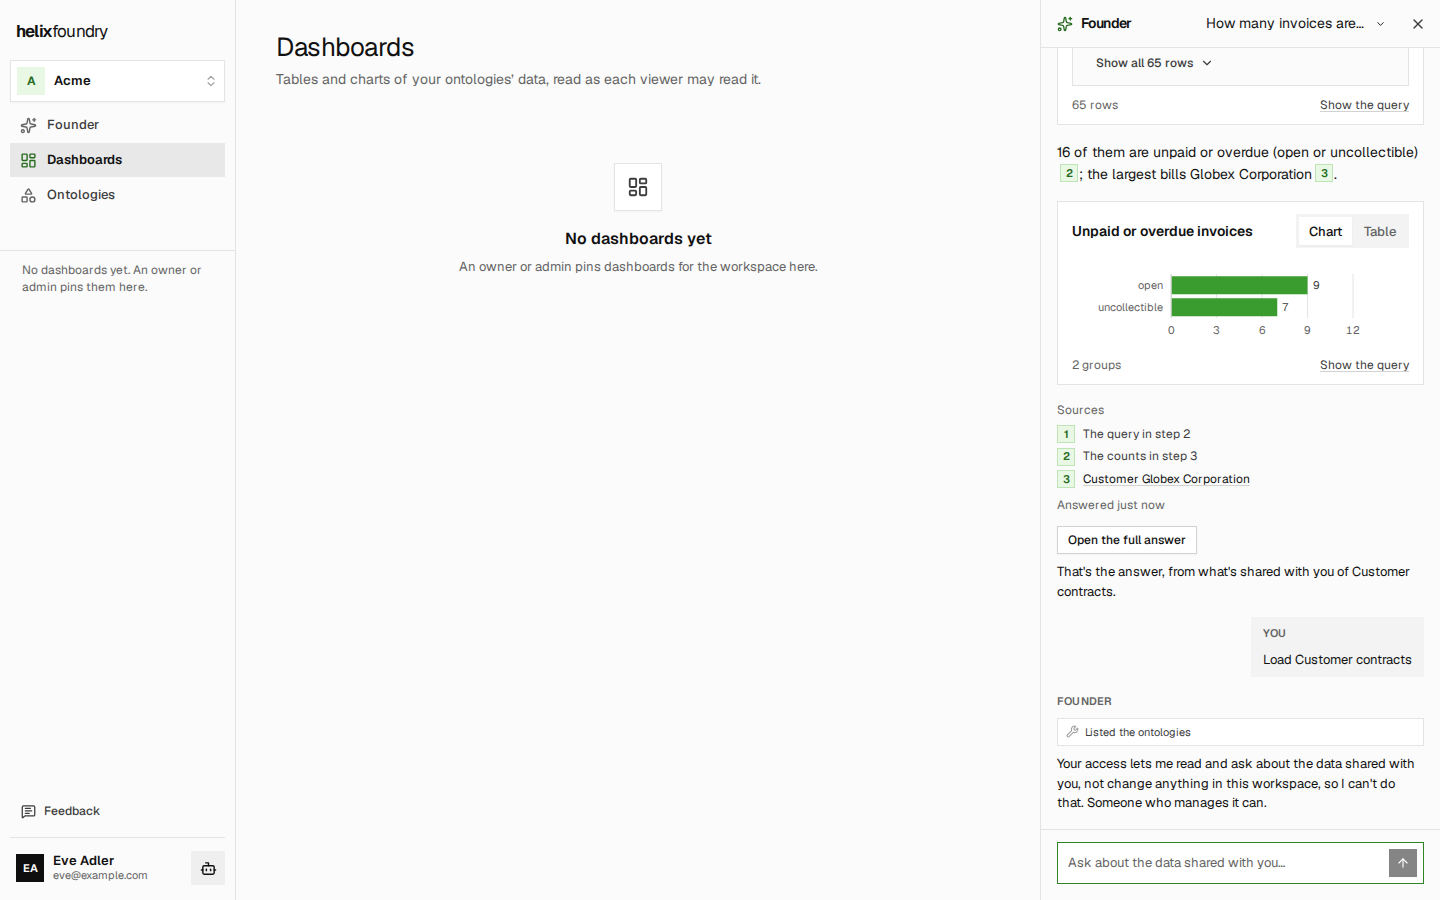 helixfoundry
A
Acme
Founder
Dashboards
Ontologies
No dashboards yet. An owner or
admin pins them here.
Feedback
EA
Eve Adler
eve@example.com
Dashboards
Tables and charts of your ontologies' data, read as each viewer may read it.
No dashboards yet
An owner or admin pins dashboards for the workspace here.
Founder
How many invoices are...
Show all 65 rows
65 rows
Show the query
16 of them are unpaid or overdue (open or uncollectible)
2 ; the largest bills Globex Corporation 3 .
Unpaid or overdue invoices
Chart
Table
open
9
uncollectible
7
0 3 6 9 12
2 groups
Show the query
Sources
1 The query in step 2
2 The counts in step 3
3 Customer Globex Corporation
Answered just now
Open the full answer
That's the answer, from what's shared with you of Customer
contracts.
YOU
Load Customer contracts
FOUNDER
Listed the ontologies
Your access lets me read and ask about the data shared with
you, not change anything in this workspace, so I can't do
that. Someone who manages it can.
Ask about the data shared with you...